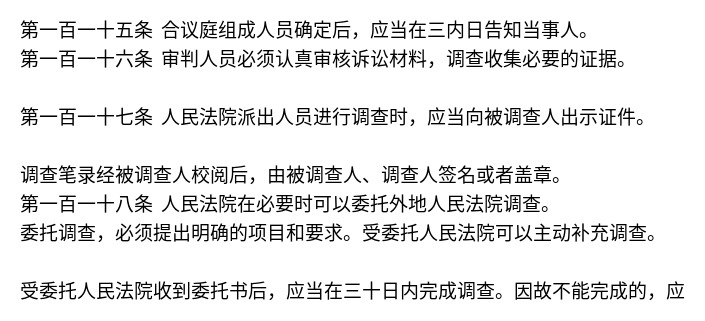 第一百一十五条 合议庭组成人员确定后，应当在三内日告知当事人。
第一百一十六条 审判人员必须认真审核诉讼材料，调查收集必要的证据。
第一百一十七条 人民法院派出人员进行调查时，应当向被调查人出示证件。
调查笔录经被调查人校阅后，由被调查人、调查人签名或者盖章。
第一百一十八条 人民法院在必要时可以委托外地人民法院调查。
委托调查，必须提出明确的项目和要求。受委托人民法院可以主动补充调查。
受委托人民法院收到委托书后，应当在三十日内完成调查。因故不能完成的，应